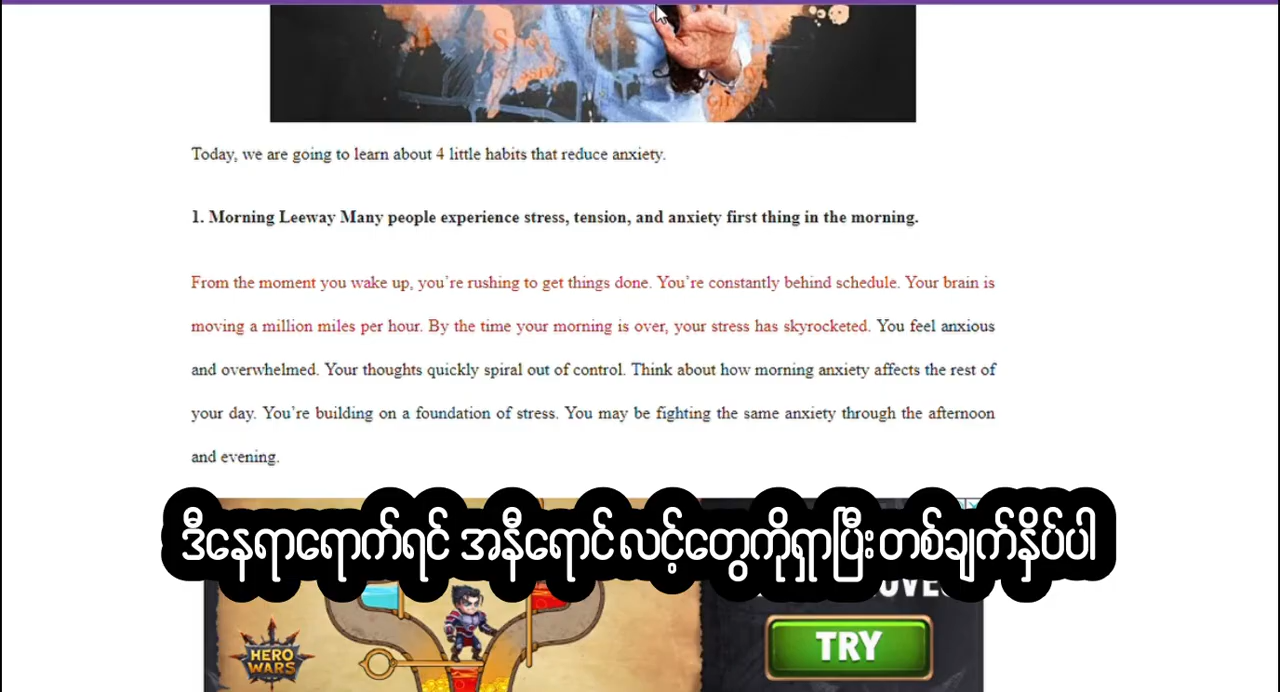 Today, we are going to learn about 4 little habits that reduce anxiety.
1. Morning Leeway Many people experience stress, tension, and anxiety first thing in the morning.
From the moment you wake up, you’re rushing to get things done. You’re constantly behind schedule. Your brain is
moving a million miles per hour. By the time your morning is over, your stress has skyrocketed. You feel anxious
and overwhelmed. Your thoughts quickly spiral out of control. Think about how morning anxiety affects the rest of
your day. You’re building on a foundation of stress. You may be fighting the same anxiety through the afternoon
and evening.
ဒီနေရာရောက်ရင် အနီရောင်လင့်တွေကိုရှာပြီးတစ်ချက်နှိပ်ပါ
HERO
WARS
TRY